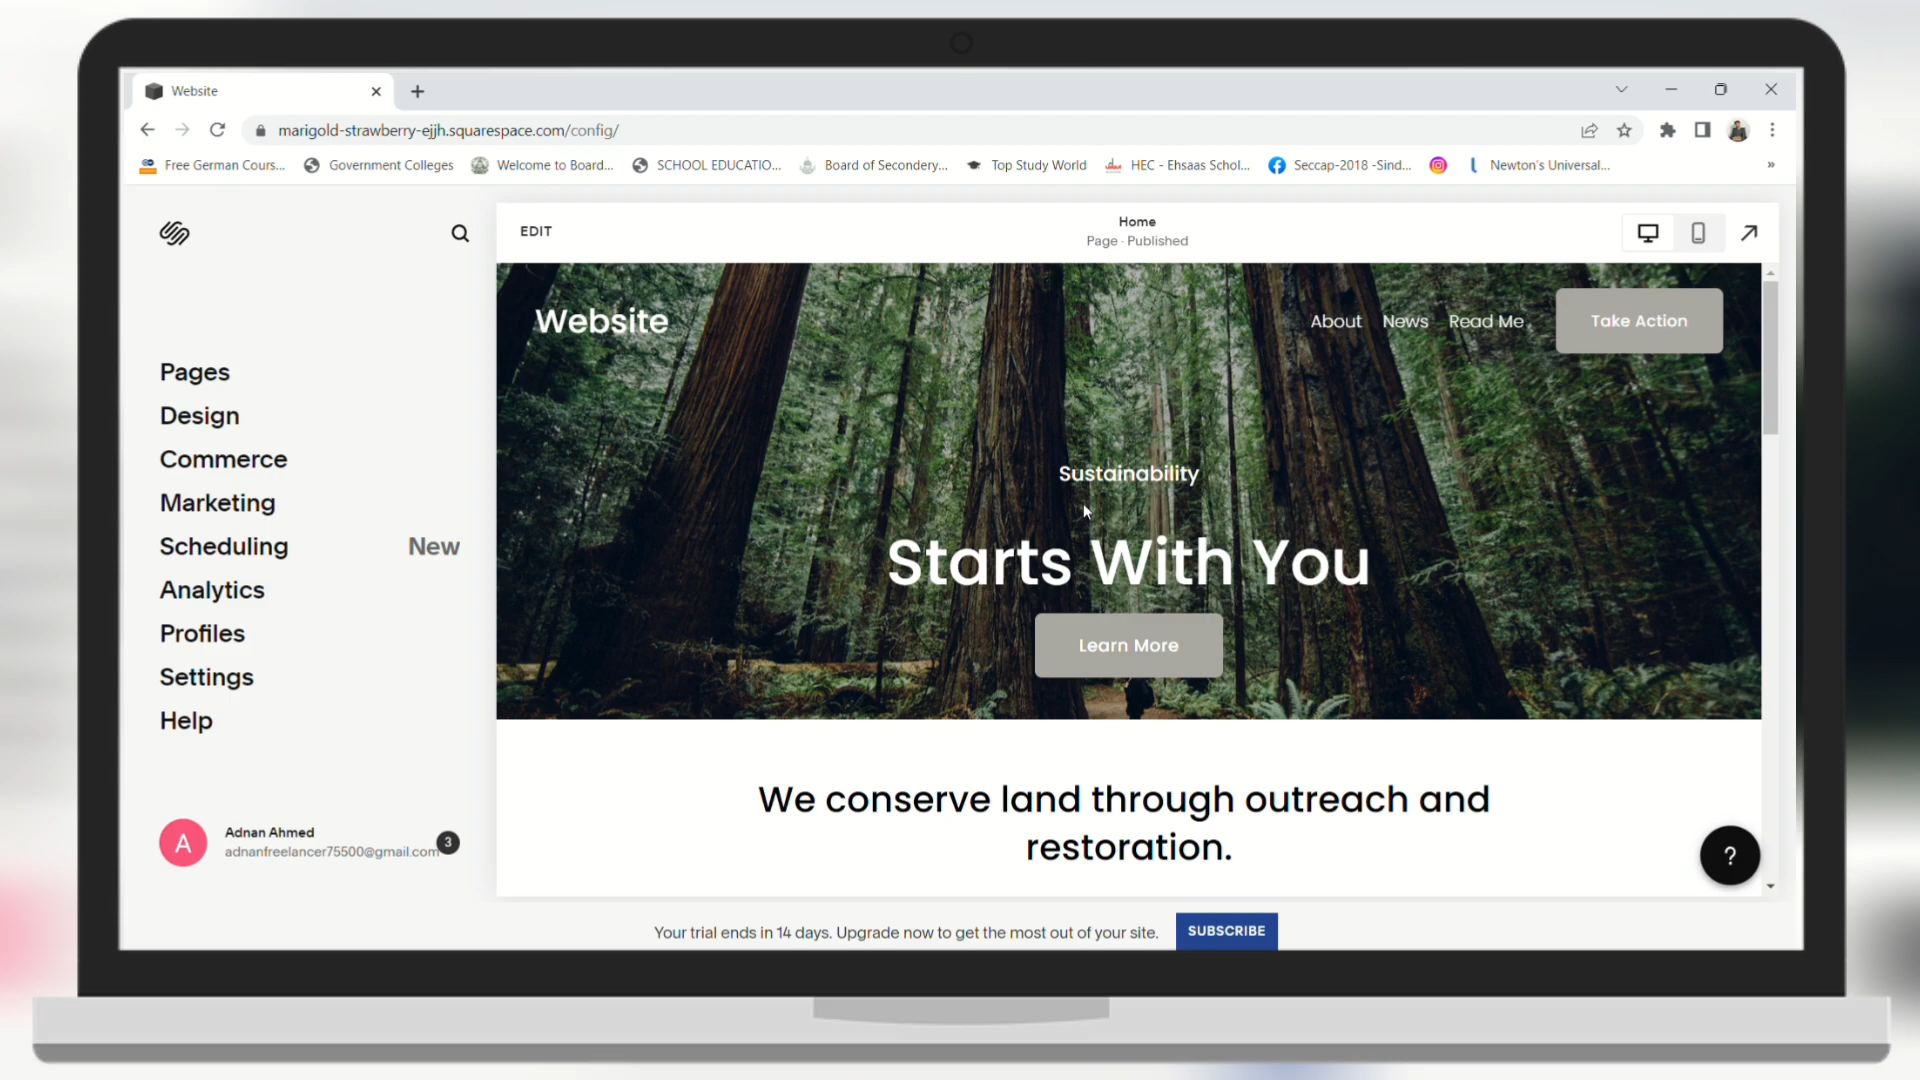 Website
marigold-strawberry-ejjh.squarespace.com/config/
Free German Cours...
Government Colleges
Welcome to Board...
SCHOOL EDUCATIO...
Board of Secondery...
Top Study World
HEC - Ehsaas Schol...
Seccap-2018 -Sind...
Newton's Universal...
»
EDIT
Home
Page · Published
Pages
Design
Commerce
Marketing
Scheduling New
Analytics
Profiles
Settings
Help
A
Adnan Ahmed
adnanfreelancer75500@gmail.com
3
Website
About News Read Me
Take Action
Sustainability
Starts With You
Learn More
We conserve land through outreach and
restoration.
?
Your trial ends in 14 days. Upgrade now to get the most out of your site.
SUBSCRIBE